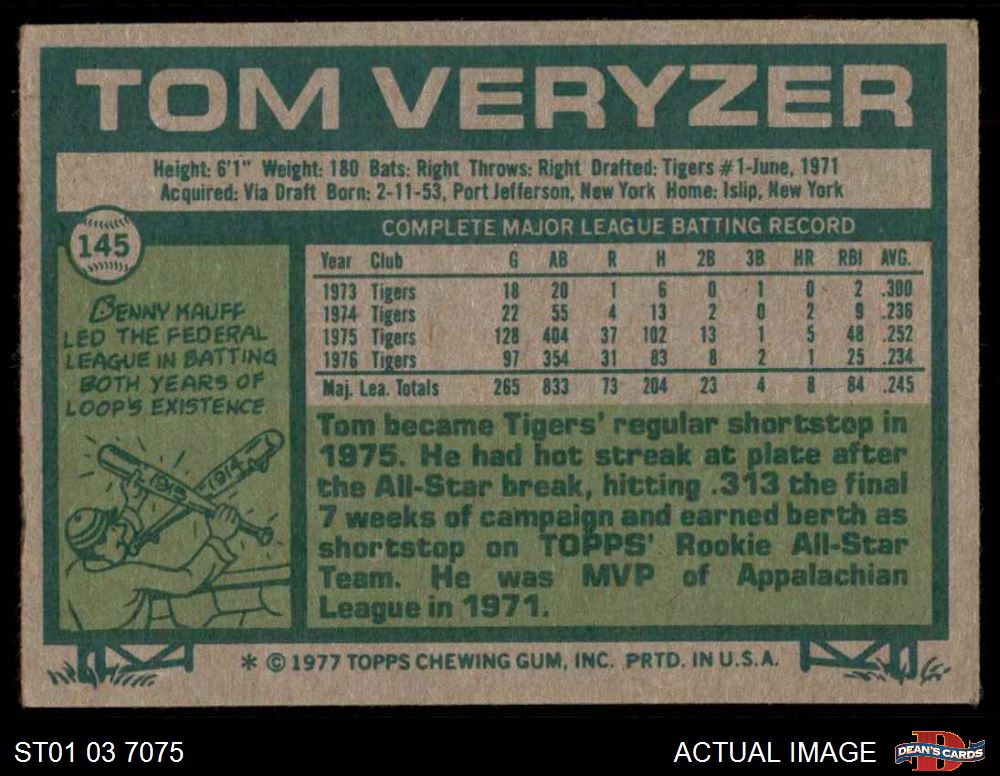 TOM VERYZER
Height: 6'1" Weight: 180 Bats: Right Throws: Right Drafted: Tigers #1-June, 1971
Acquired: Via Draft Born: 2-11-53, Port Jefferson, New York Home: Islip, New York
145
BENNY KAUFF
LED THE FEDERAL
LEAGUE IN BATTING
BOTH YEARS OF
LOOP'S EXISTENCE
1915 1914
COMPLETE MAJOR LEAGUE BATTING RECORD
Year Club G AB R H 2B 3B HR RBI AVG.
1973 Tigers 18 20 1 6 0 1 0 2 .300
1974 Tigers 22 55 4 13 2 0 2 9 .236
1975 Tigers 128 404 37 102 13 1 5 48 .252
1976 Tigers 97 354 31 83 8 2 1 25 .234
Maj. Lea. Totals 265 833 73 204 23 4 8 84 .245
Tom became Tigers' regular shortstop in
1975. He had hot streak at plate after
the All-Star break, hitting .313 the final
7 weeks of campaign and earned berth as
shortstop on TOPPS' Rookie All-Star
Team. He was MVP of Appalachian
League in 1971.
* © 1977 TOPPS CHEWING GUM, INC. PRTD. IN U.S.A.
ST01 03 7075
ACTUAL IMAGE
D
DEAN'S CARDS